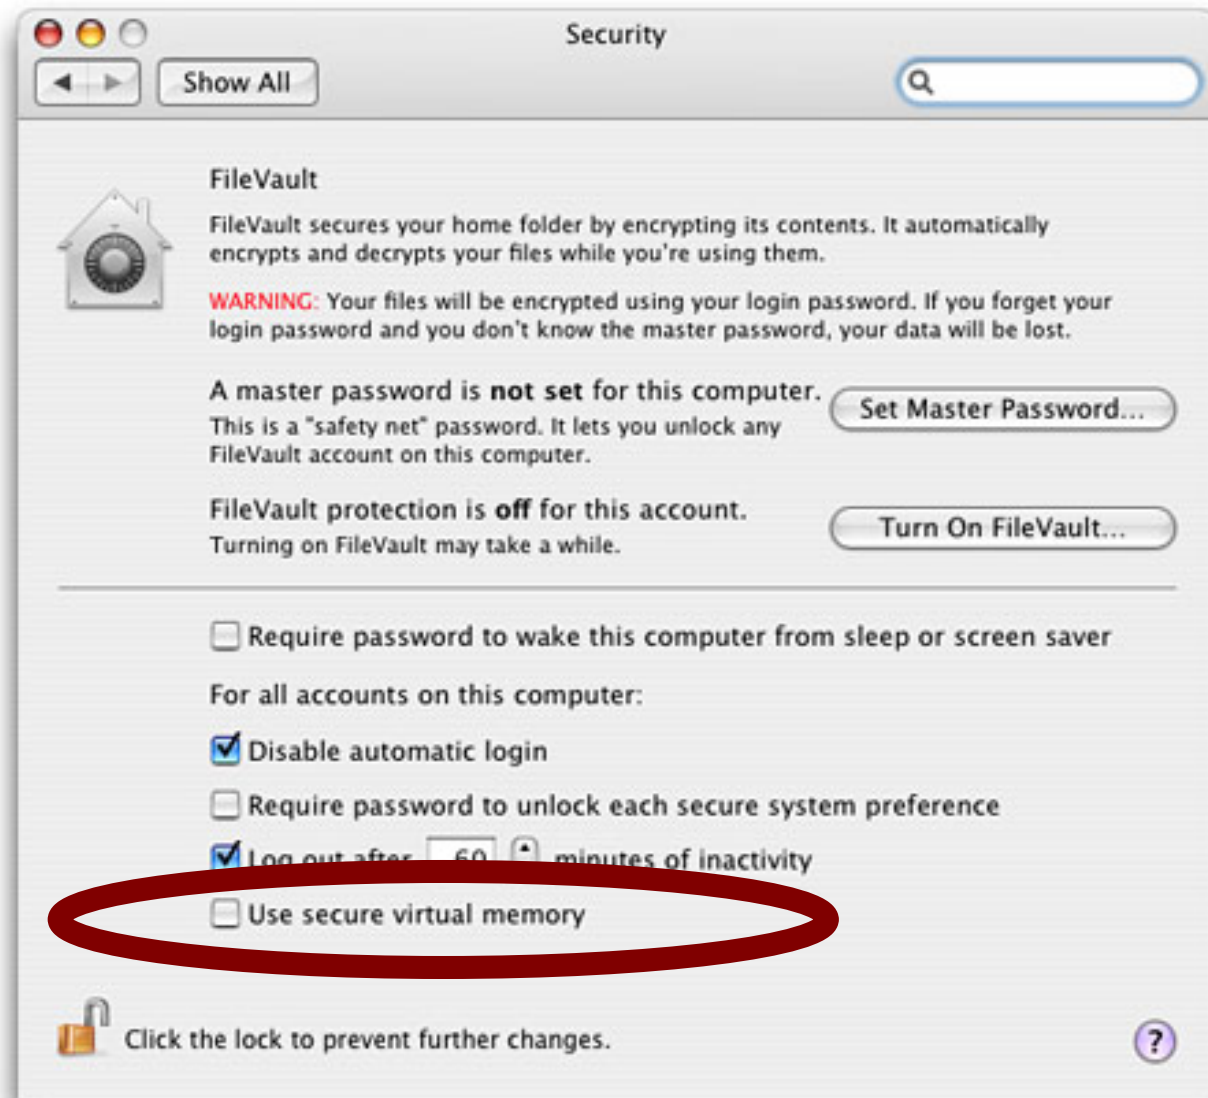 Security
Show All
FileVault
FileVault secures your home folder by encrypting its contents. It automatically
encrypts and decrypts your files while you're using them.
WARNING: Your files will be encrypted using your login password. If you forget your
login password and you don't know the master password, your data will be lost.
A master password is not set for this computer.
Set Master Password...
This is a "safety net" password. It lets you unlock any
FileVault account on this computer.
FileVault protection is off for this account.
Turn On FileVault...
Turning on FileVault may take a while.
Require password to wake this computer from sleep or screen saver
For all accounts on this computer:
Disable automatic login
Require password to unlock each secure system preference
Log out after 60 minutes of inactivity
Use secure virtual memory
Click the lock to prevent further changes.
?